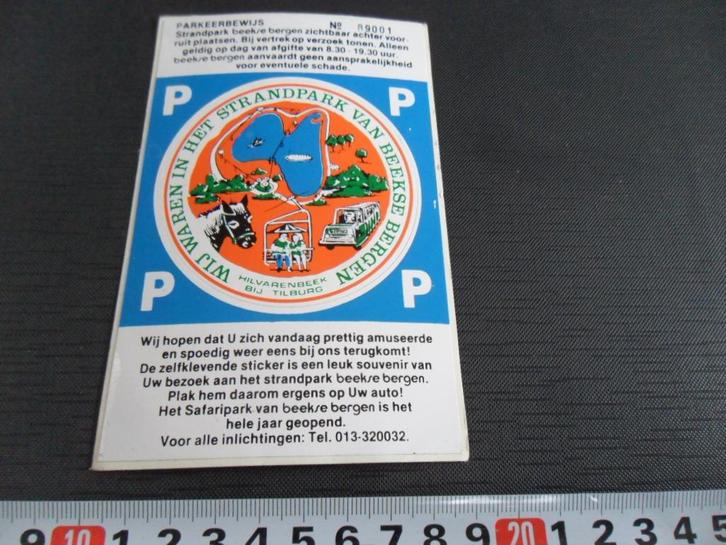 PARKEERBEWIJS № 89001
Strandpark beekse bergen zichtbaar achter voor-
ruit plaatsen. Bij vertrek op verzoek tonen. Alleen
geldig op dag van afgifte van 8.30 - 19.30 uur.
beekse bergen aanvaardt geen aansprakelijkheid
voor eventuele schade.
P P
WIJ WAREN IN HET STRANDPARK VAN BEEKSE BERGEN
HILVARENBEEK
BIJ TILBURG
P P
Wij hopen dat U zich vandaag prettig amuseerde
en spoedig weer eens bij ons terugkomt!
De zelfklevende sticker is een leuk souvenir van
Uw bezoek aan het strandpark beekse bergen.
Plak hem daarom ergens op Uw auto!
Het Safaripark van beekse bergen is het
hele jaar geopend.
Voor alle inlichtingen: Tel. 013-320032.
9 10 1 2 3 4 5 6 7 8 9 20 1 2 3 4 5